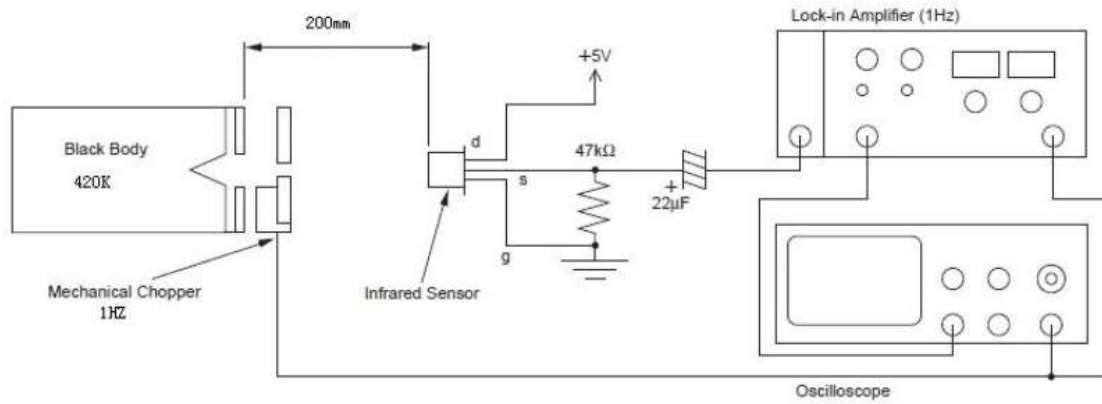 200mm
Lock-in Amplifier (1Hz)
+5V
Black Body
420K
d
47kΩ
s
+
22μF
g
Mechanical Chopper
1HZ
Infrared Sensor
Oscilloscope